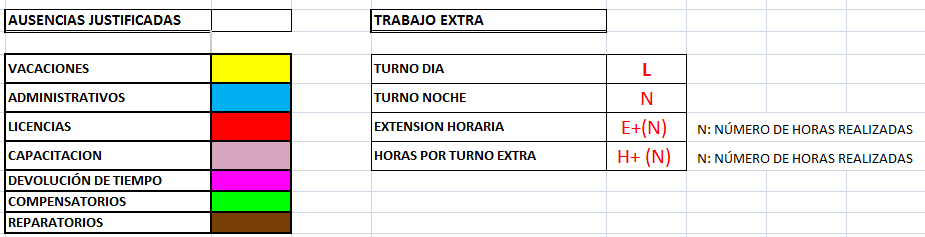 AUSENCIAS JUSTIFICADAS
VACACIONES
ADMINISTRATIVOS
LICENCIAS
CAPACITACION
DEVOLUCIÓN DE TIEMPO
COMPENSATORIOS
REPARATORIOS
TRABAJO EXTRA
TURNO DIA L
TURNO NOCHE N
EXTENSION HORARIA E+(N) N: NÚMERO DE HORAS REALIZADAS
HORAS POR TURNO EXTRA H+ (N) N: NÚMERO DE HORAS REALIZADAS